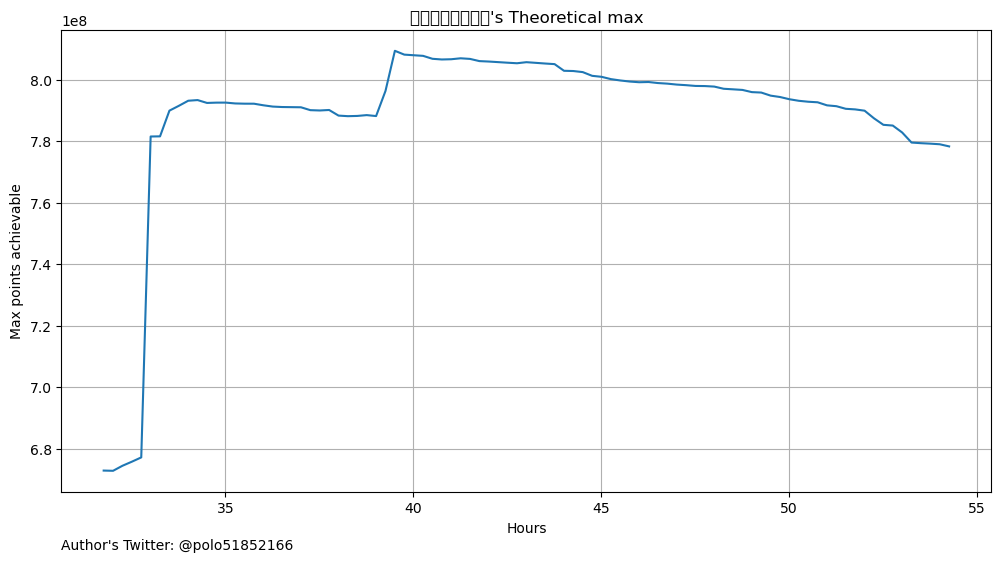 's Theoretical max
1e8
8.0
7.8
7.6
7.4
7.2
7.0
6.8
Max points achievable
35
40
45
50
55
Hours
Author's Twitter: @polo51852166